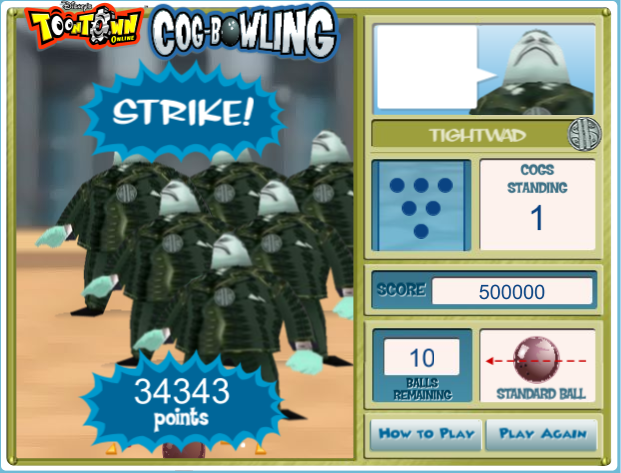 Disney's
TOONTOWN
ONLINE
COG-BOWLING
STRIKE!
34343
points
TIGHTWAD
COGS
STANDING
1
SCORE
500000
10
BALLS
REMAINING
STANDARD BALL
HOW TO PLAY
PLAY AGAIN